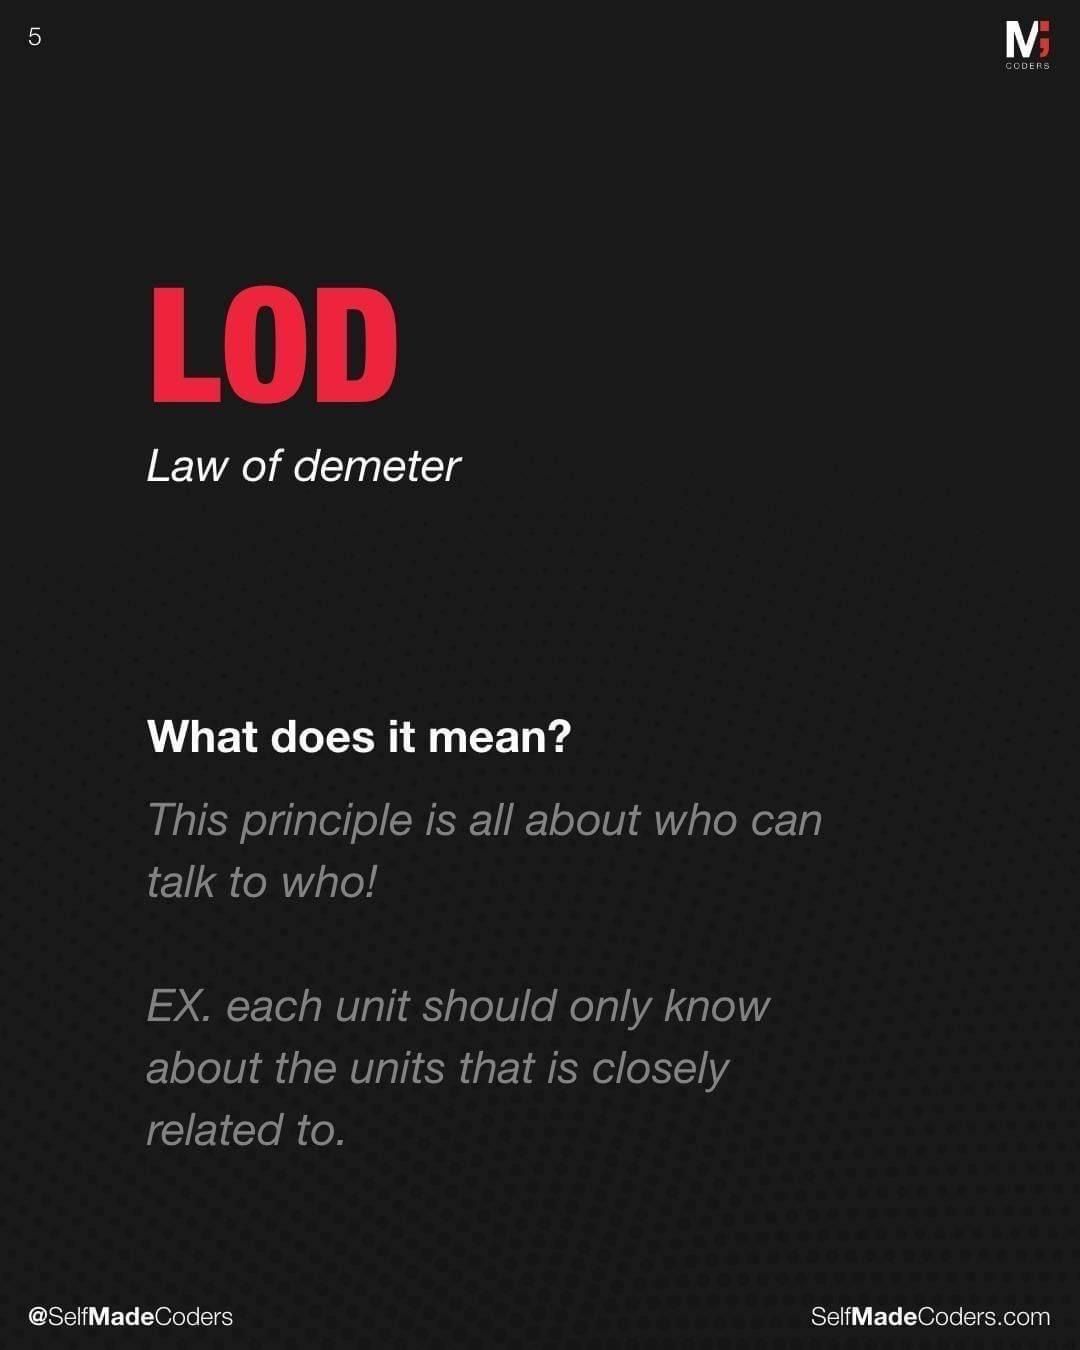 5
M;
CODERS
LOD
Law of demeter
What does it mean?
This principle is all about who can
talk to who!
EX. each unit should only know
about the units that is closely
related to.
@SelfMadeCoders
SelfMadeCoders.com